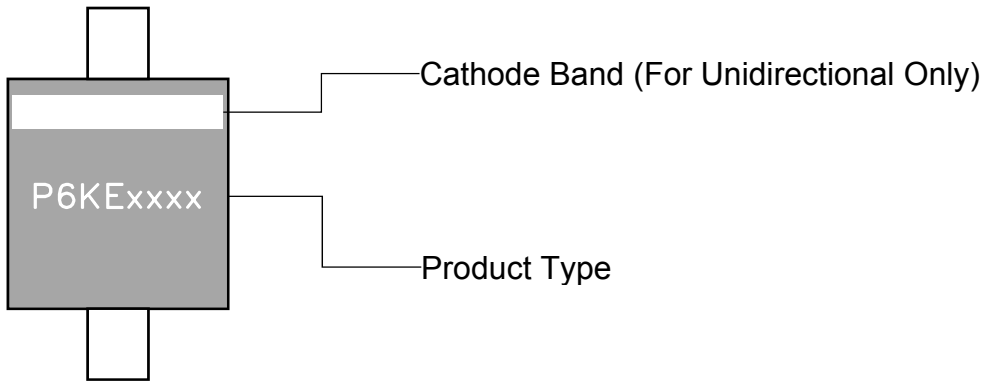 Cathode Band (For Unidirectional Only)
P6KExxxx
Product Type